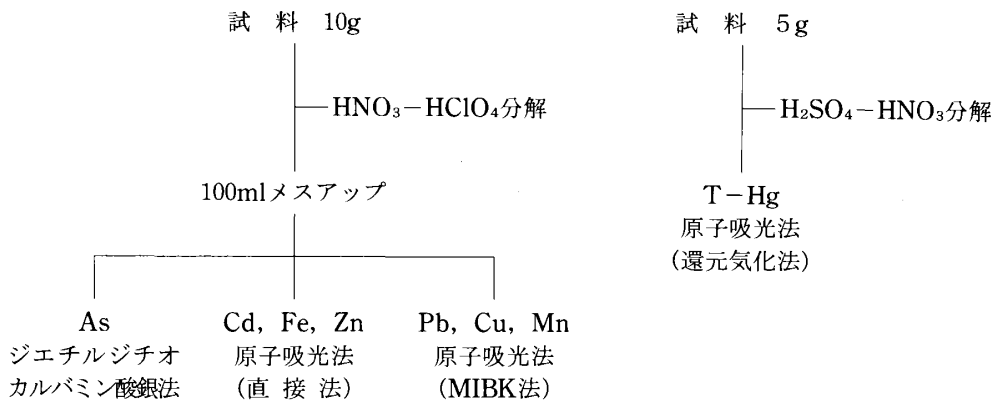 試 料 10g
HNO₃－HClO₄分解
100mlメスアップ
As
ジエチルジチオ
カルバミン酸銀法
Cd, Fe, Zn
原子吸光法
(直 接 法)
Pb, Cu, Mn
原子吸光法
(MIBK法)
試 料 5g
H₂SO₄－HNO₃分解
T－Hg
原子吸光法
(還元気化法)